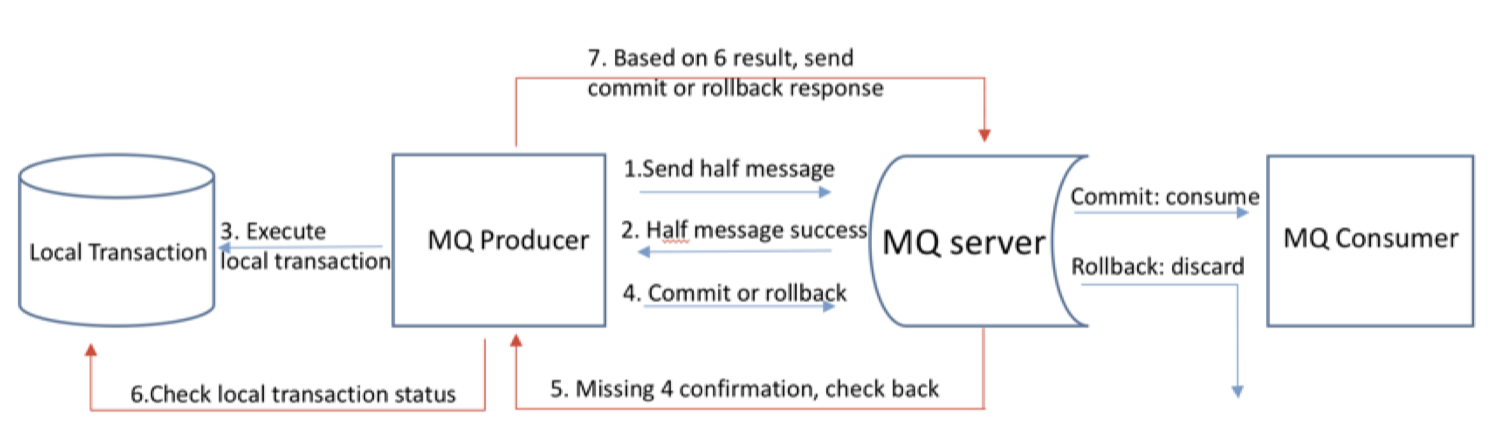 7. Based on 6 result, send
commit or rollback response
1.Send half message
Commit: consume
3. Execute
local transaction
2. Half message success
Local Transaction
MQ Producer
MQ server
MQ Consumer
Rollback: discard
4. Commit or rollback
6.Check local transaction status
5. Missing 4 confirmation, check back